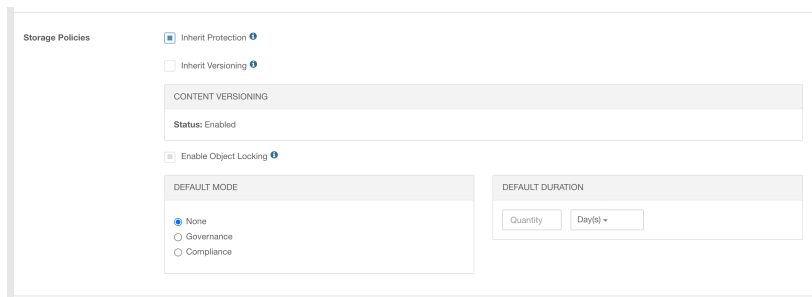 Storage Policies
Inherit Protection
Inherit Versioning
CONTENT VERSIONING
Status: Enabled
Enable Object Locking
DEFAULT MODE
None
Governance
Compliance
DEFAULT DURATION
Quantity
Day(s)